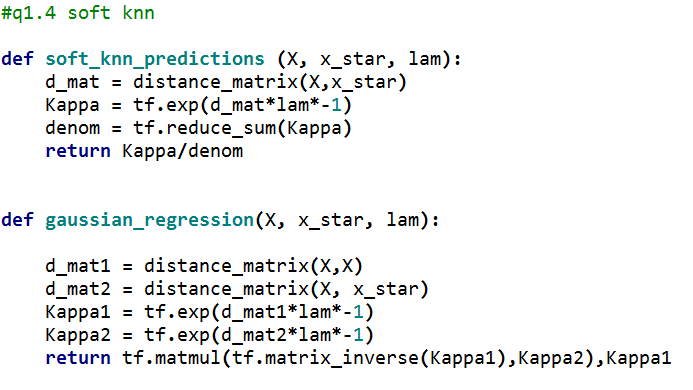 #q1.4 soft knn
def soft_knn_predictions (X, x_star, lam):
    d_mat = distance_matrix(X,x_star)
    Kappa = tf.exp(d_mat*lam*-1)
    denom = tf.reduce_sum(Kappa)
    return Kappa/denom
def gaussian_regression(X, x_star, lam):
    d_mat1 = distance_matrix(X,X)
    d_mat2 = distance_matrix(X, x_star)
    Kappa1 = tf.exp(d_mat1*lam*-1)
    Kappa2 = tf.exp(d_mat2*lam*-1)
    return tf.matmul(tf.matrix_inverse(Kappa1),Kappa2),Kappa1